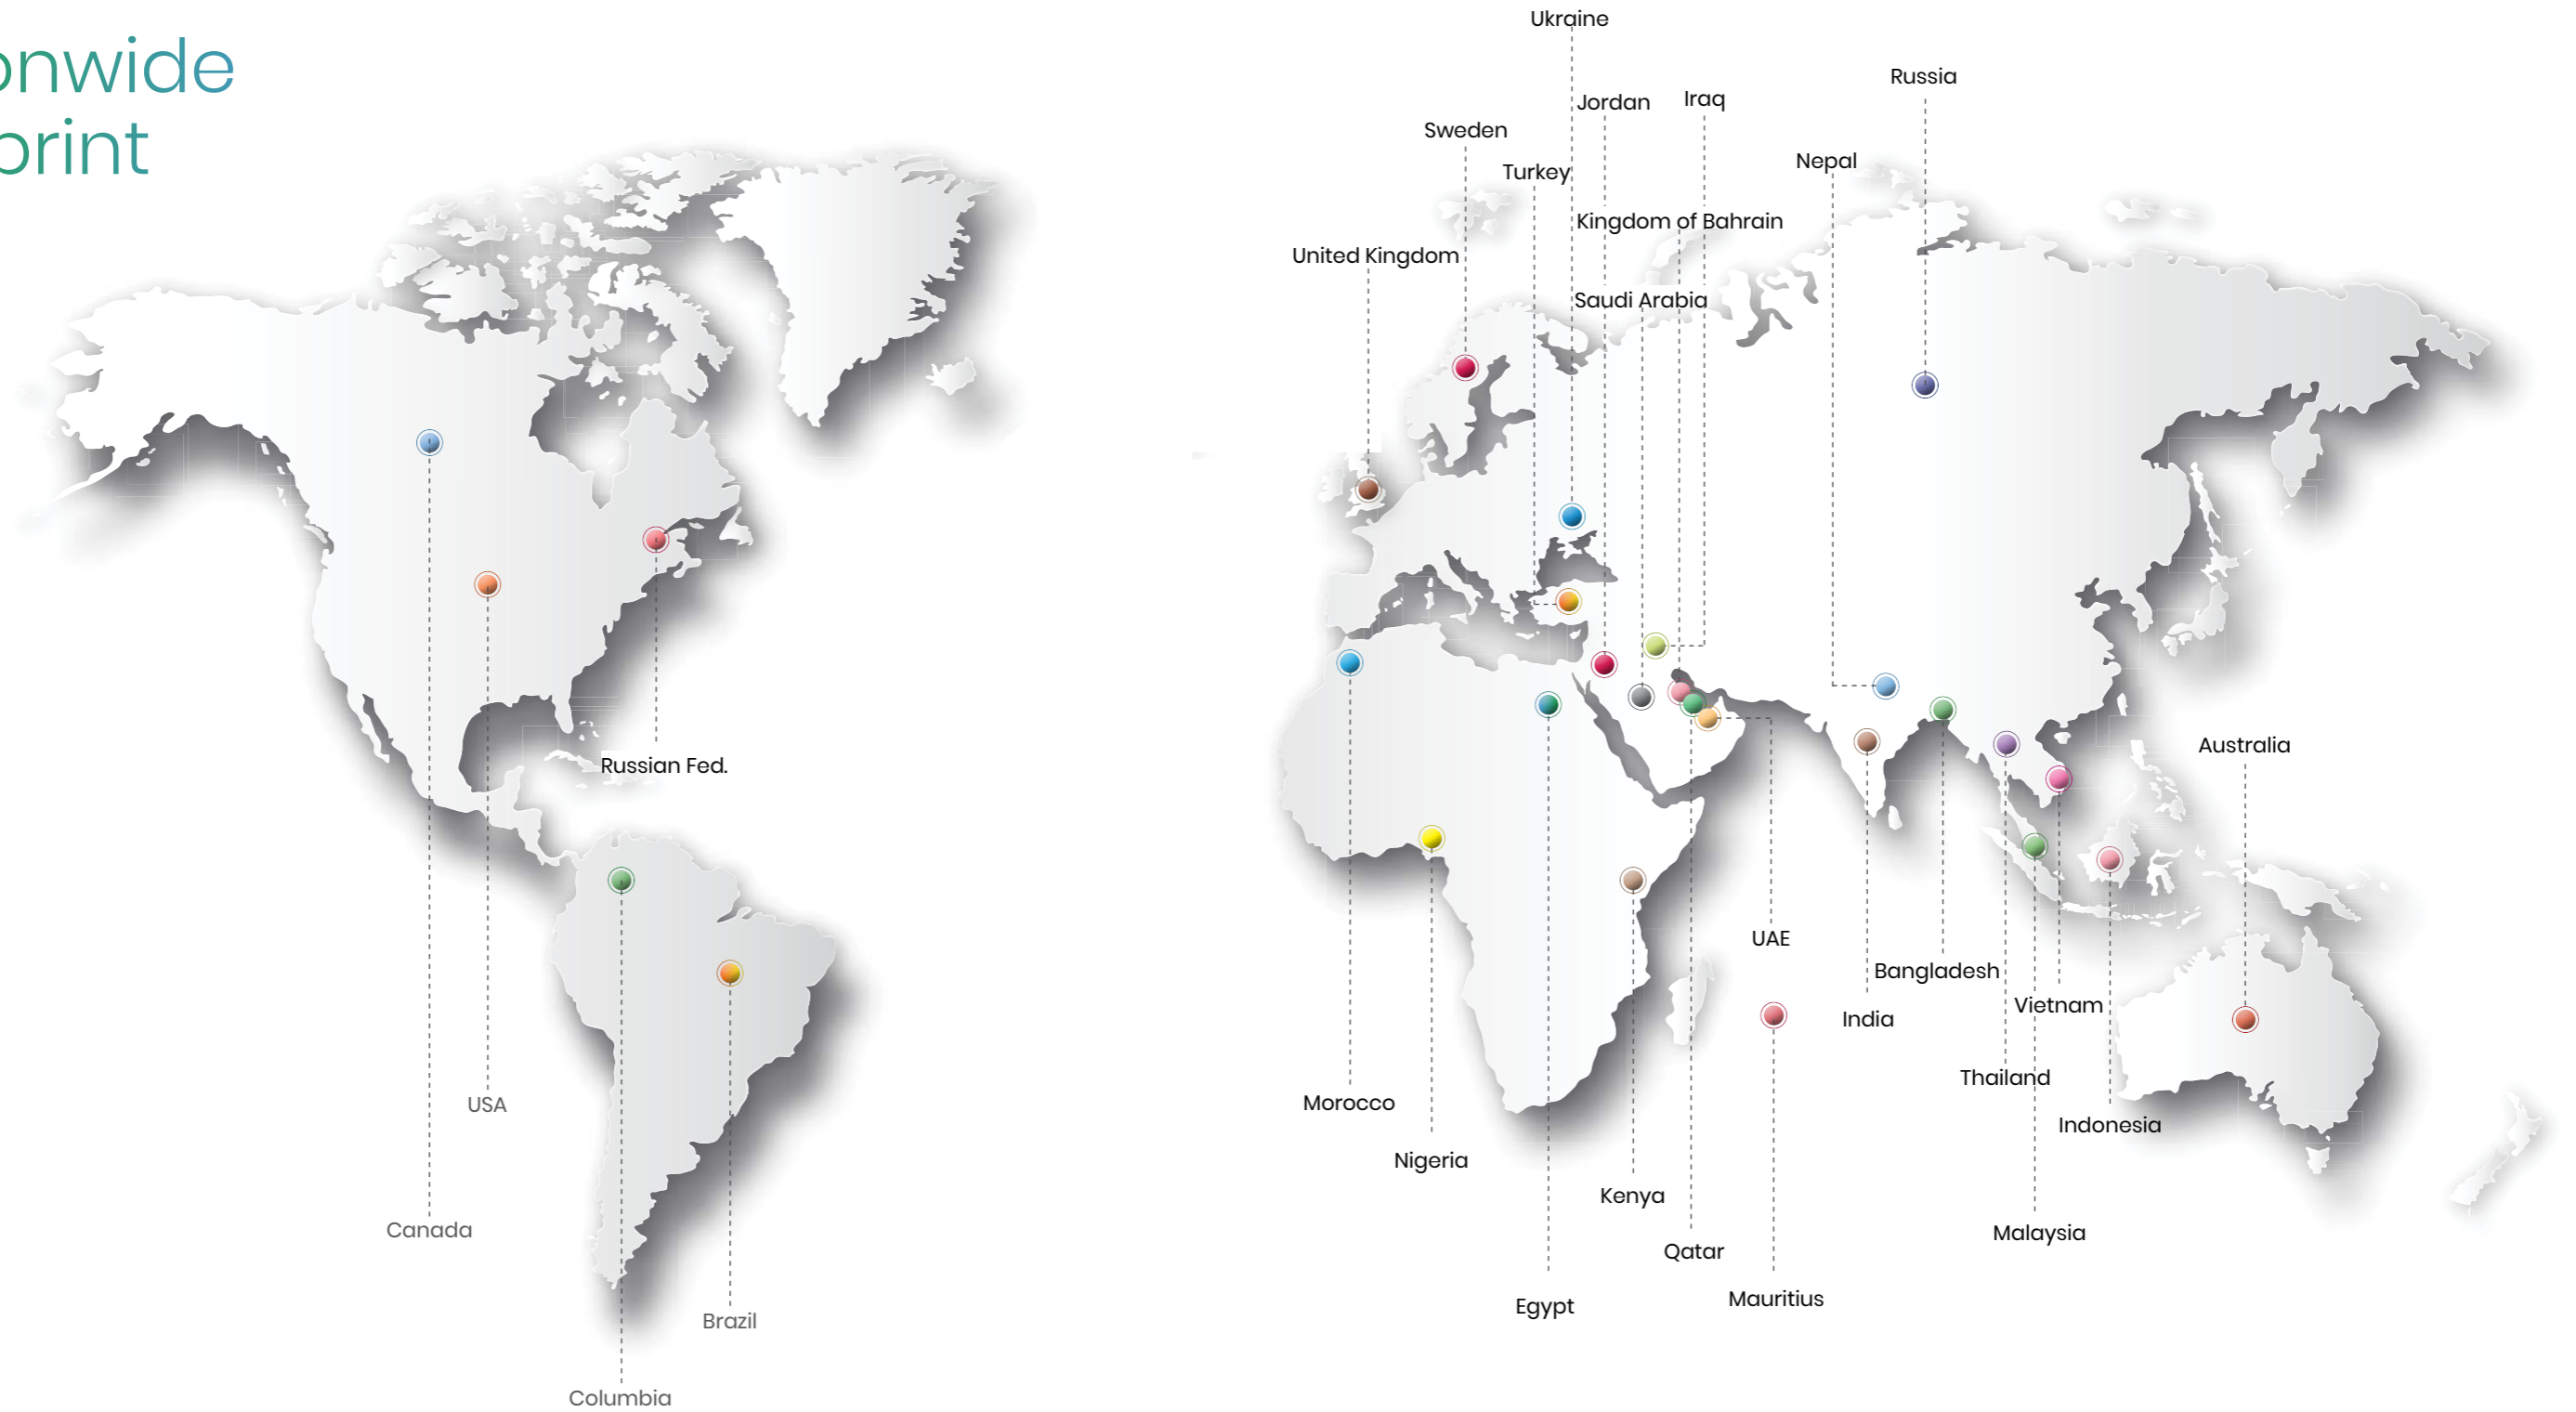 onwide
print
Ukraine
Russia
Jordan
Iraq
Sweden
Nepal
Turkey
Kingdom of Bahrain
United Kingdom
Saudi Arabia
Russian Fed.
Australia
UAE
Bangladesh
Vietnam
India
Thailand
Morocco
USA
Indonesia
Nigeria
Kenya
Canada
Malaysia
Qatar
Mauritius
Egypt
Brazil
Columbia